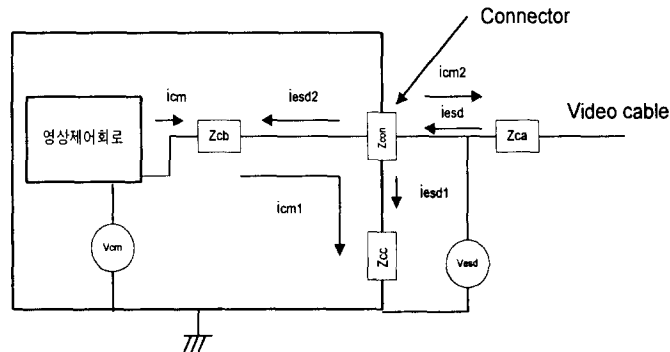 Connector
icm
iesd2
icm2
iesd
Video cable
영상제어회로
Zcb
Zcon
Zca
icm1
iesd1
Vcm
Zcc
Vesd